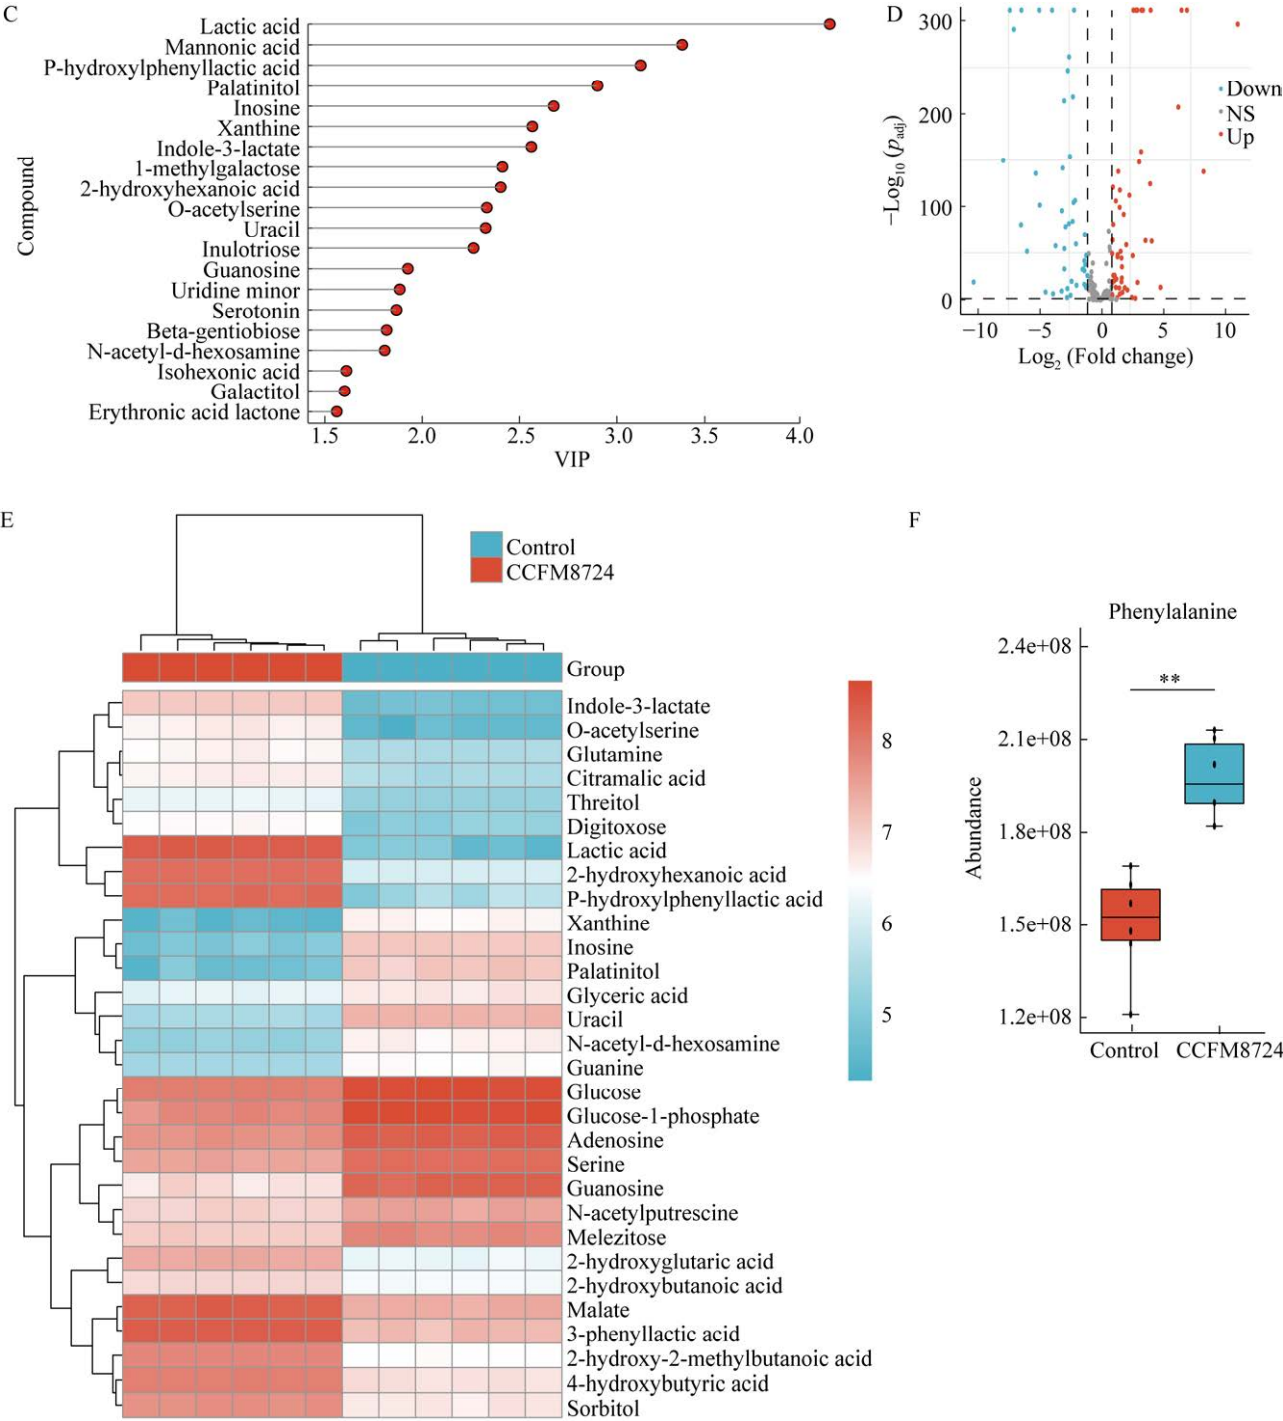 C
Lactic acid
Mannonic acid
P-hydroxylphenyllactic acid
Palatinitol
Inosine
Xanthine
Indole-3-lactate
1-methylgalactose
2-hydroxyhexanoic acid
O-acetylserine
Uracil
Inulotriose
Guanosine
Uridine minor
Serotonin
Beta-gentiobiose
N-acetyl-d-hexosamine
Isohexonic acid
Galactitol
Erythronic acid lactone
Compound
1.5 2.0 2.5 3.0 3.5 4.0
VIP
D
300
200
100
0
−Log10 (padj)
Down
NS
Up
−10 −5 0 5 10
Log2 (Fold change)
E
Control
CCFM8724
Group
Indole-3-lactate
O-acetylserine
Glutamine
Citramalic acid
Threitol
Digitoxose
Lactic acid
2-hydroxyhexanoic acid
P-hydroxylphenyllactic acid
Xanthine
Inosine
Palatinitol
Glyceric acid
Uracil
N-acetyl-d-hexosamine
Guanine
Glucose
Glucose-1-phosphate
Adenosine
Serine
Guanosine
N-acetylputrescine
Melezitose
2-hydroxyglutaric acid
2-hydroxybutanoic acid
Malate
3-phenyllactic acid
2-hydroxy-2-methylbutanoic acid
4-hydroxybutyric acid
Sorbitol
8
7
6
5
F
Phenylalanine
**
2.4e+08
2.1e+08
1.8e+08
1.5e+08
1.2e+08
Abundance
Control CCFM8724